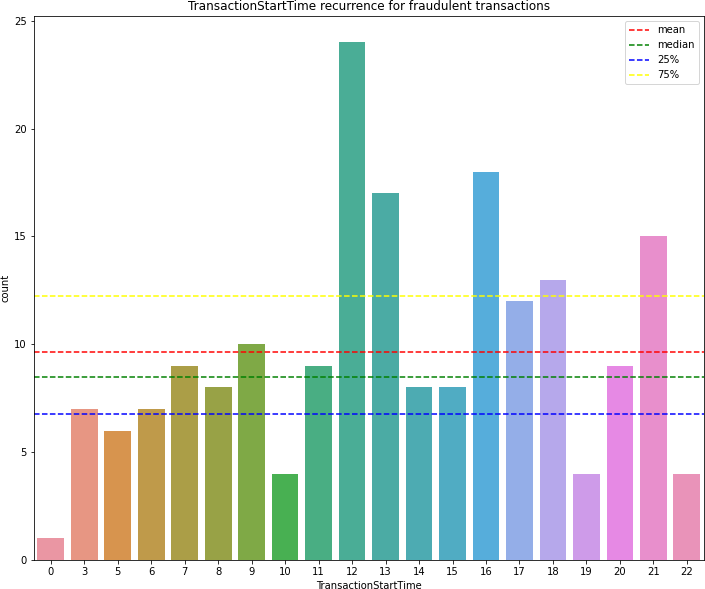 TransactionStartTime recurrence for fraudulent transactions
25
20
15
10
5
0
count
mean
median
25%
75%
0 3 5 6 7 8 9 10 11 12 13 14 15 16 17 18 19 20 21 22
TransactionStartTime